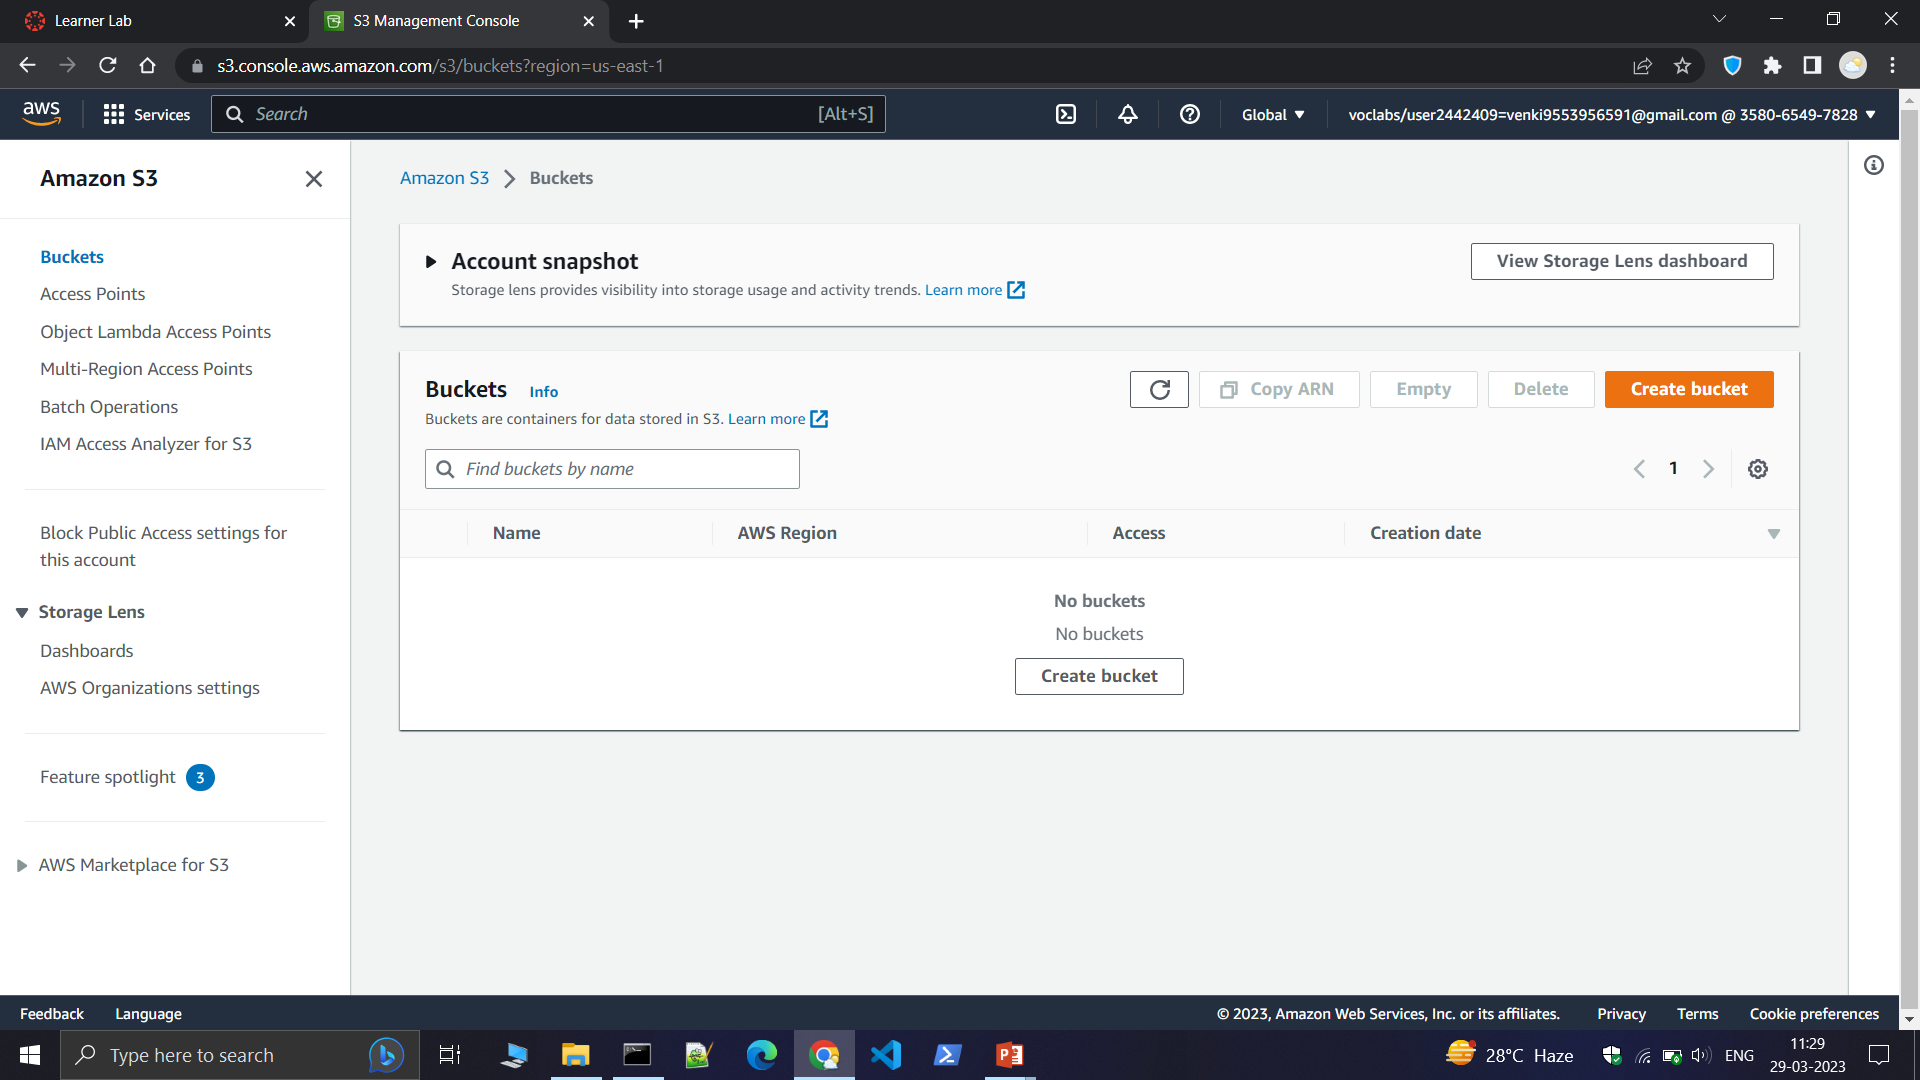 Learner Lab
S3 Management Console
s3.console.aws.amazon.com/s3/buckets?region=us-east-1
aws
Services
Search
[Alt+S]
Global
voclabs/user2442409=venki9553956591@gmail.com @ 3580-6549-7828
Amazon S3
Buckets
Access Points
Object Lambda Access Points
Multi-Region Access Points
Batch Operations
IAM Access Analyzer for S3
Block Public Access settings for
this account
Storage Lens
Dashboards
AWS Organizations settings
Feature spotlight 3
AWS Marketplace for S3
Amazon S3 > Buckets
Account snapshot
Storage lens provides visibility into storage usage and activity trends. Learn more
View Storage Lens dashboard
Buckets Info
Buckets are containers for data stored in S3. Learn more
Copy ARN
Empty
Delete
Create bucket
Find buckets by name
1
Name
AWS Region
Access
Creation date
No buckets
No buckets
Create bucket
Feedback
Language
© 2023, Amazon Web Services, Inc. or its affiliates.
Privacy
Terms
Cookie preferences
Type here to search
28°C Haze
ENG
11:29
29-03-2023